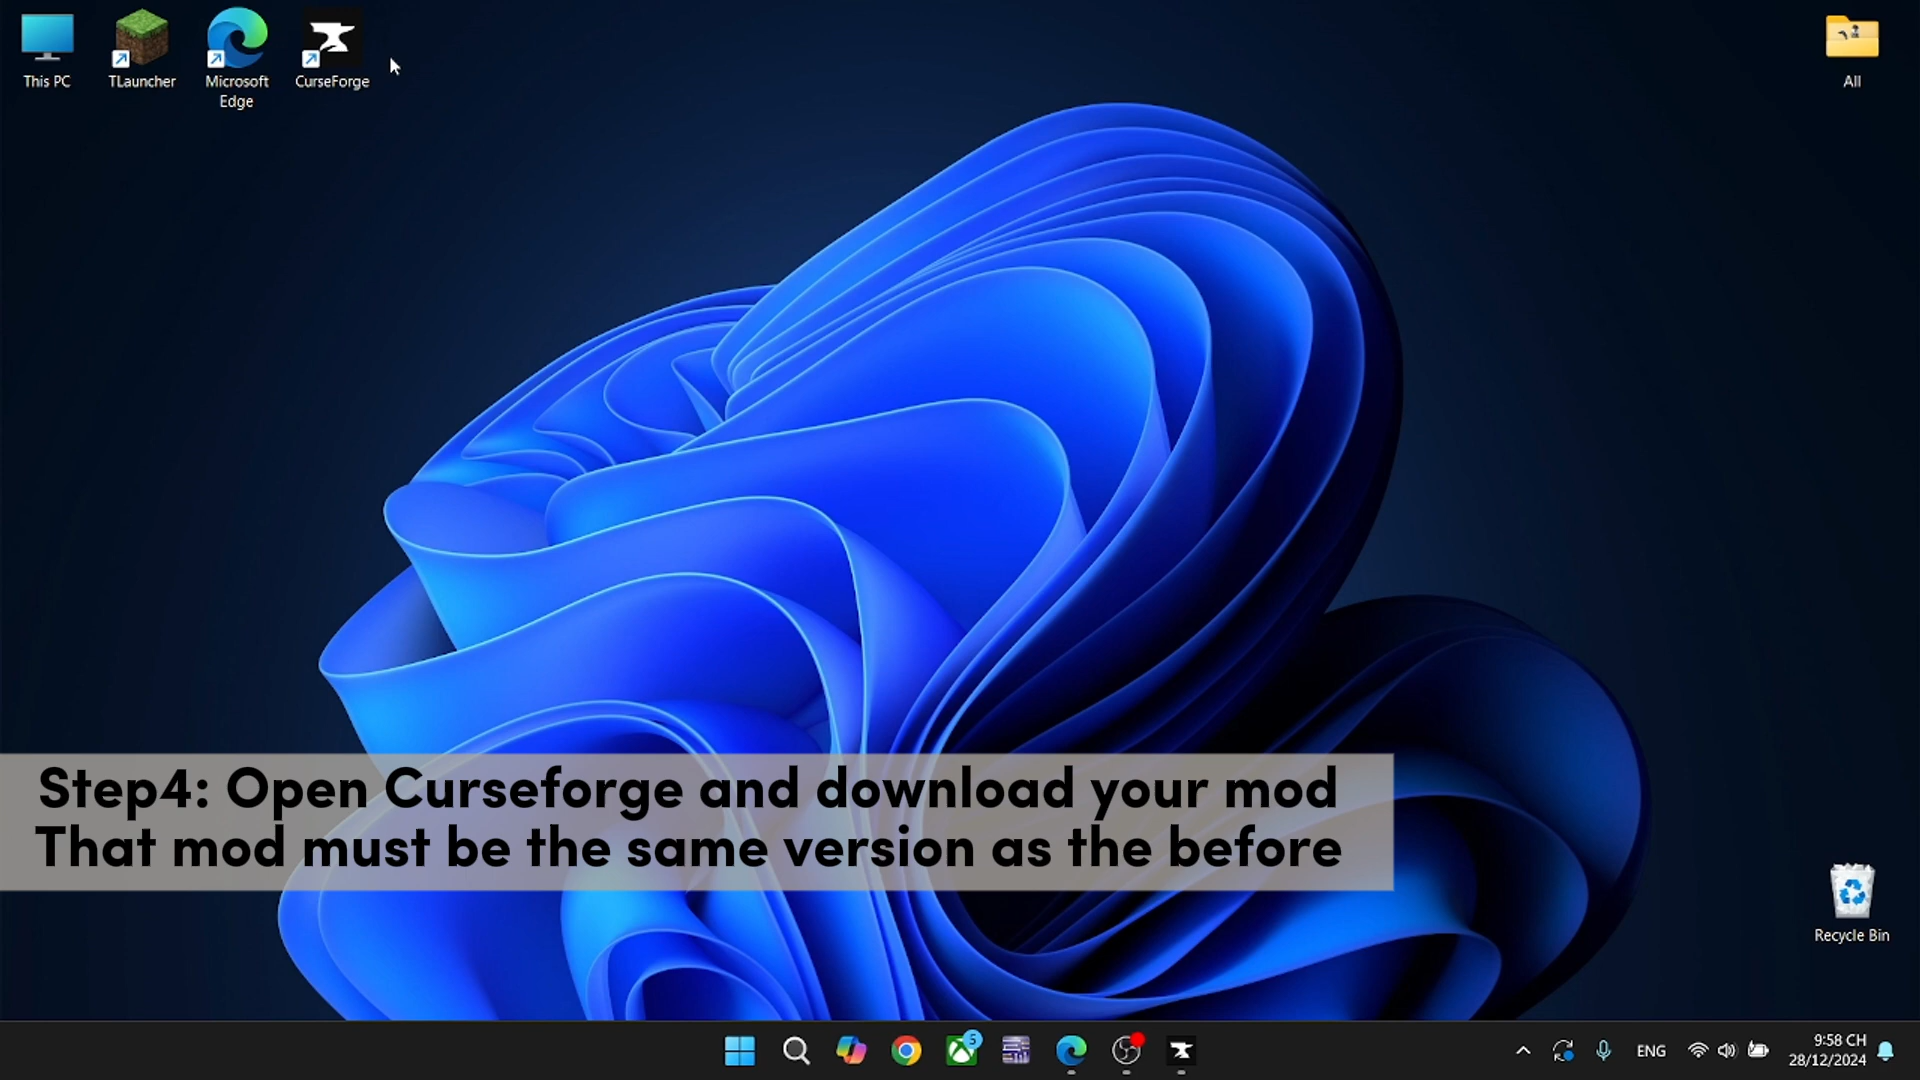 This PC
TLauncher
Microsoft
Edge
CurseForge
All
Step4: Open Curseforge and download your mod
That mod must be the same version as the before
Recycle Bin
5
ENG
9:58 CH
28/12/2024